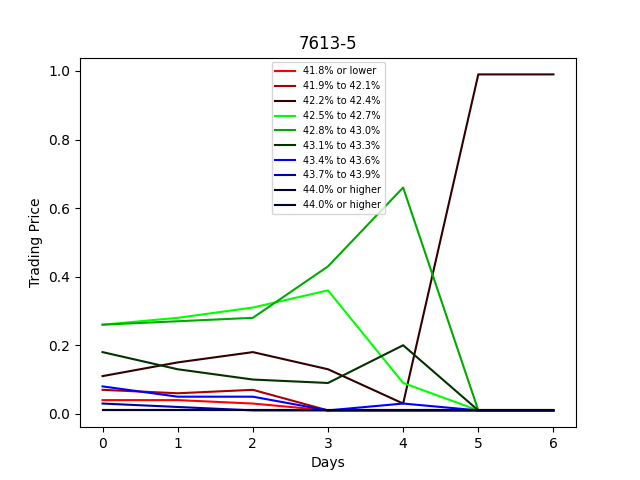 7613-5
41.8% or lower
41.9% to 42.1%
42.2% to 42.4%
42.5% to 42.7%
42.8% to 43.0%
43.1% to 43.3%
43.4% to 43.6%
43.7% to 43.9%
44.0% or higher
44.0% or higher
1.0
0.8
0.6
0.4
0.2
0.0
Trading Price
0 1 2 3 4 5 6
Days